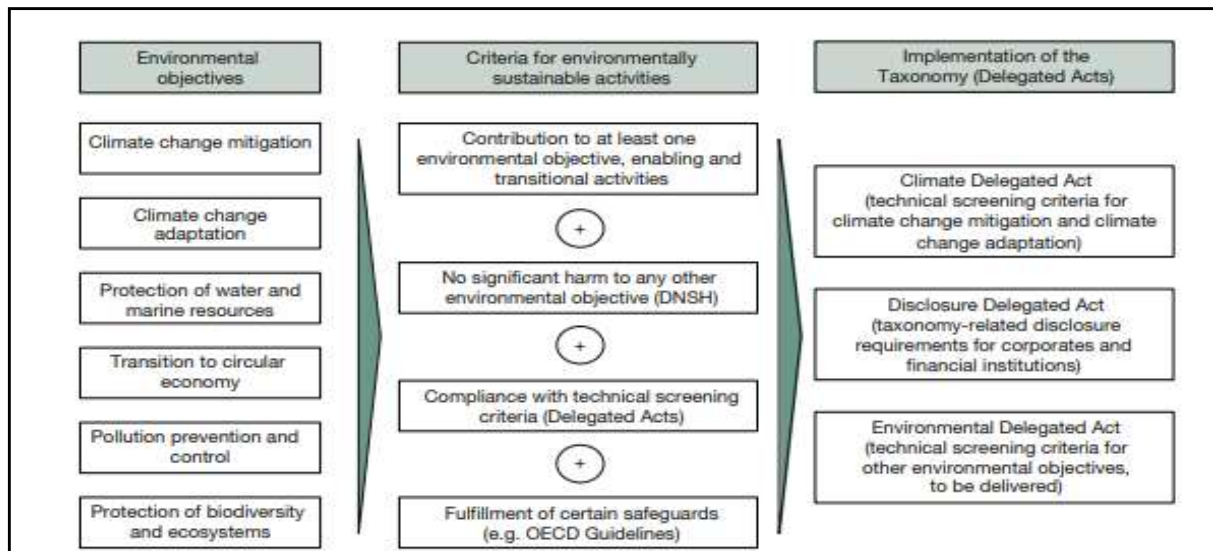 Environmental
objectives
Climate change mitigation
Climate change
adaptation
Protection of water and
marine resources
Transition to circular
economy
Pollution prevention and
control
Protection of biodiversity
and ecosystems
Criteria for environmentally
sustainable activities
Contribution to at least one
environmental objective, enabling and
transitional activities
+
No significant harm to any other
environmental objective (DNSH)
+
Compliance with technical screening
criteria (Delegated Acts)
+
Fulfillment of certain safeguards
(e.g. OECD Guidelines)
Implementation of the
Taxonomy (Delegated Acts)
Climate Delegated Act
(technical screening criteria for
climate change mitigation and climate
change adaptation)
Disclosure Delegated Act
(taxonomy-related disclosure
requirements for corporates and
financial institutions)
Environmental Delegated Act
(technical screening criteria for
other environmental objectives,
to be delivered)